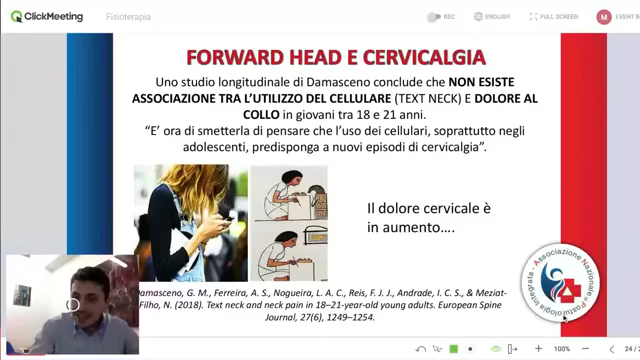 ClickMeeting
Fisioterapia
REC
ENGLISH
FULL SCREEN
M
EVENT B
FORWARD HEAD E CERVICALGIA
Uno studio longitudinale di Damasceno conclude che NON ESISTE
ASSOCIAZIONE TRA L'UTILIZZO DEL CELLULARE (TEXT NECK) E DOLORE AL
COLLO in giovani tra 18 e 21 anni.
"E' ora di smetterla di pensare che l'uso dei cellulari, soprattutto negli
adolescenti, predisponga a nuovi episodi di cervicalgia".
Il dolore cervicale è
in aumento....
Associazione Nazionale Posturologia Integrata
amasceno, G. M., Ferreira, A. S., Nogueira, L. A. C., Reis, F. J. J., Andrade, I. C. S., & Meziat-
Filho, N. (2018). Text neck and neck pain in 18–21-year-old young adults. European Spine
Journal, 27(6), 1249–1254.
100%
24 /